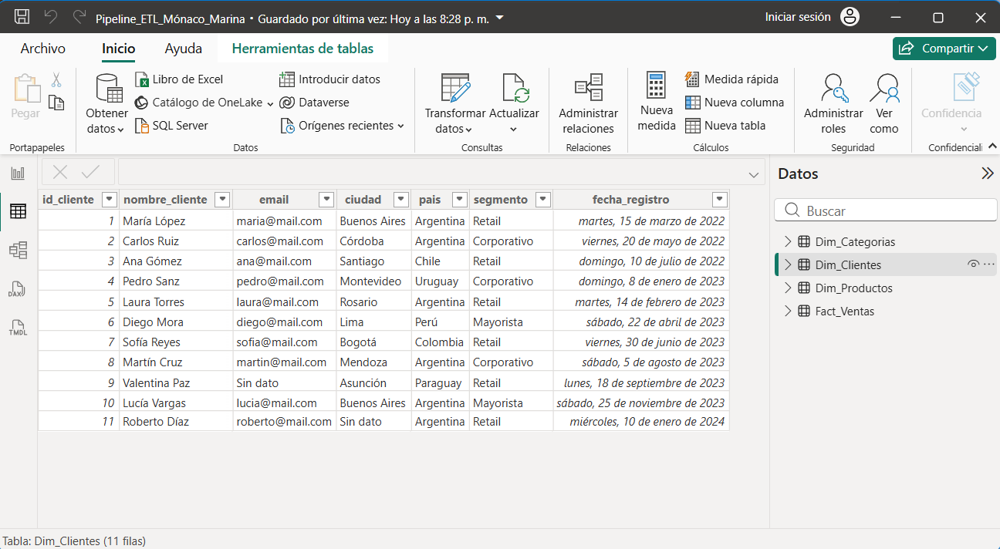 Pipeline_ETL_Mónaco_Marina • Guardado por última vez: Hoy a las 8:28 p. m.
Iniciar sesión
Archivo Inicio Ayuda Herramientas de tablas
Compartir
Pegar
Portapapeles
Obtener datos
Libro de Excel
Catálogo de OneLake
SQL Server
Introducir datos
Dataverse
Orígenes recientes
Datos
Transformar datos
Actualizar
Consultas
Administrar relaciones
Relaciones
Nueva medida
Medida rápida
Nueva columna
Nueva tabla
Cálculos
Administrar roles
Ver como
Seguridad
Confidencia
Confidenciali
DAX
TMDL
id_cliente nombre_cliente email ciudad pais segmento fecha_registro
1 María López maria@mail.com Buenos Aires Argentina Retail martes, 15 de marzo de 2022
2 Carlos Ruiz carlos@mail.com Córdoba Argentina Corporativo viernes, 20 de mayo de 2022
3 Ana Gómez ana@mail.com Santiago Chile Retail domingo, 10 de julio de 2022
4 Pedro Sanz pedro@mail.com Montevideo Uruguay Corporativo domingo, 8 de enero de 2023
5 Laura Torres laura@mail.com Rosario Argentina Retail martes, 14 de febrero de 2023
6 Diego Mora diego@mail.com Lima Perú Mayorista sábado, 22 de abril de 2023
7 Sofía Reyes sofia@mail.com Bogotá Colombia Retail viernes, 30 de junio de 2023
8 Martín Cruz martin@mail.com Mendoza Argentina Corporativo sábado, 5 de agosto de 2023
9 Valentina Paz Sin dato Asunción Paraguay Retail lunes, 18 de septiembre de 2023
10 Lucía Vargas lucia@mail.com Buenos Aires Argentina Mayorista sábado, 25 de noviembre de 2023
11 Roberto Díaz roberto@mail.com Sin dato Argentina Retail miércoles, 10 de enero de 2024
Datos
Buscar
Dim_Categorias
Dim_Clientes
Dim_Productos
Fact_Ventas
Tabla: Dim_Clientes (11 filas)